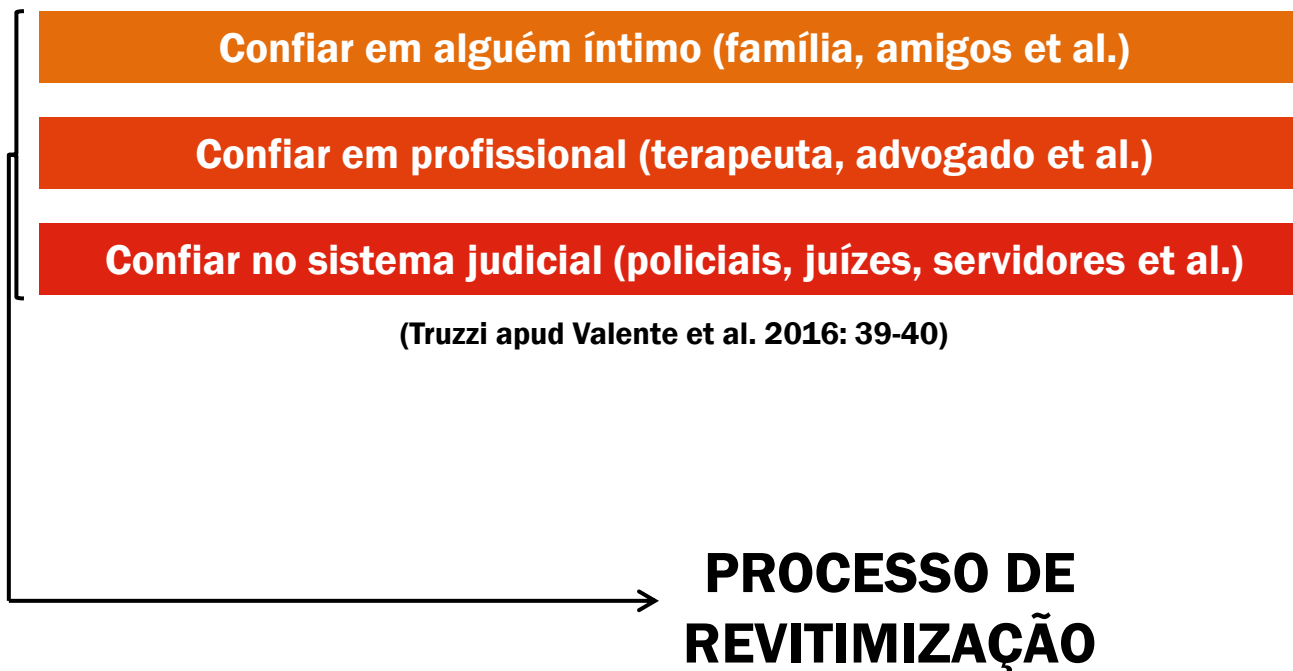 Confiar em alguém íntimo (família, amigos et al.)
Confiar em profissional (terapeuta, advogado et al.)
Confiar no sistema judicial (policiais, juízes, servidores et al.)
(Truzzi apud Valente et al. 2016: 39-40)
PROCESSO DE
REVITIMIZAÇÃO